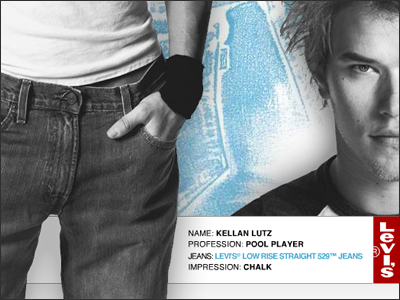 NAME: KELLAN LUTZ
PROFESSION: POOL PLAYER
JEANS: LEVI'S® LOW RISE STRAIGHT 529™ JEANS
IMPRESSION: CHALK
Levi's®